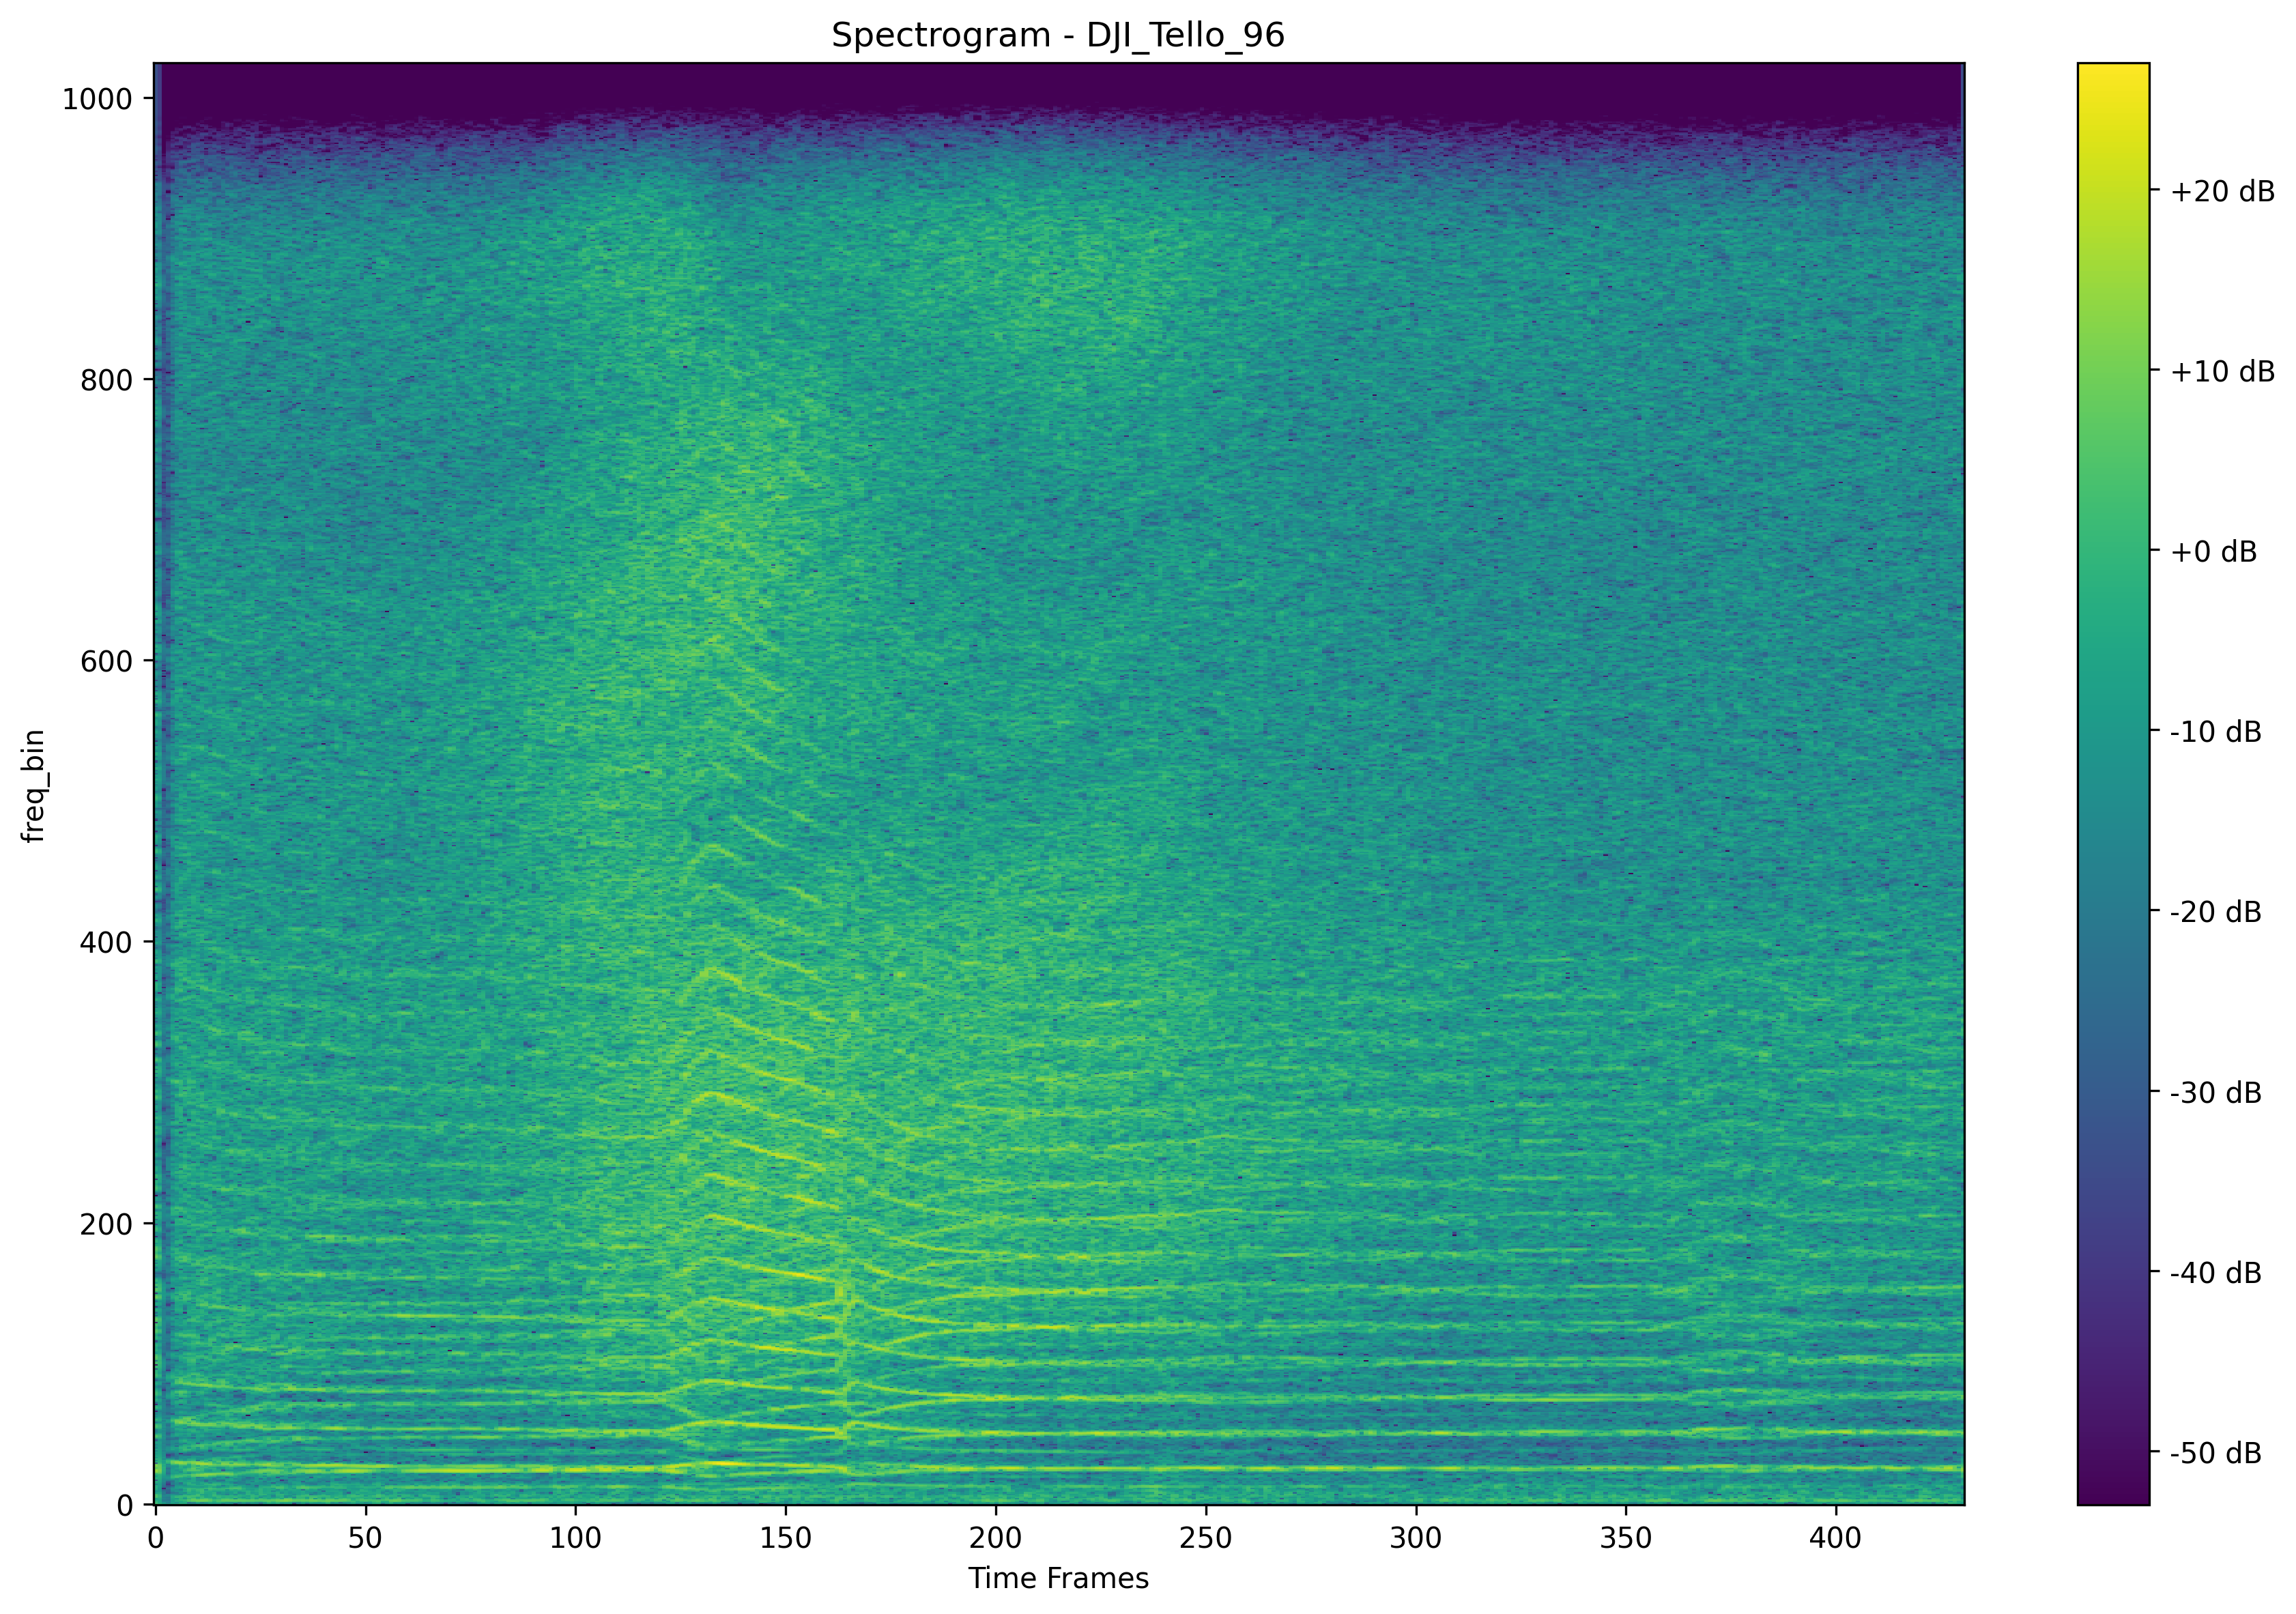 Spectrogram - DJI_Tello_96
1000
800
600
400
200
0
freq_bin
0 50 100 150 200 250 300 350 400
Time Frames
+20 dB
+10 dB
+0 dB
-10 dB
-20 dB
-30 dB
-40 dB
-50 dB